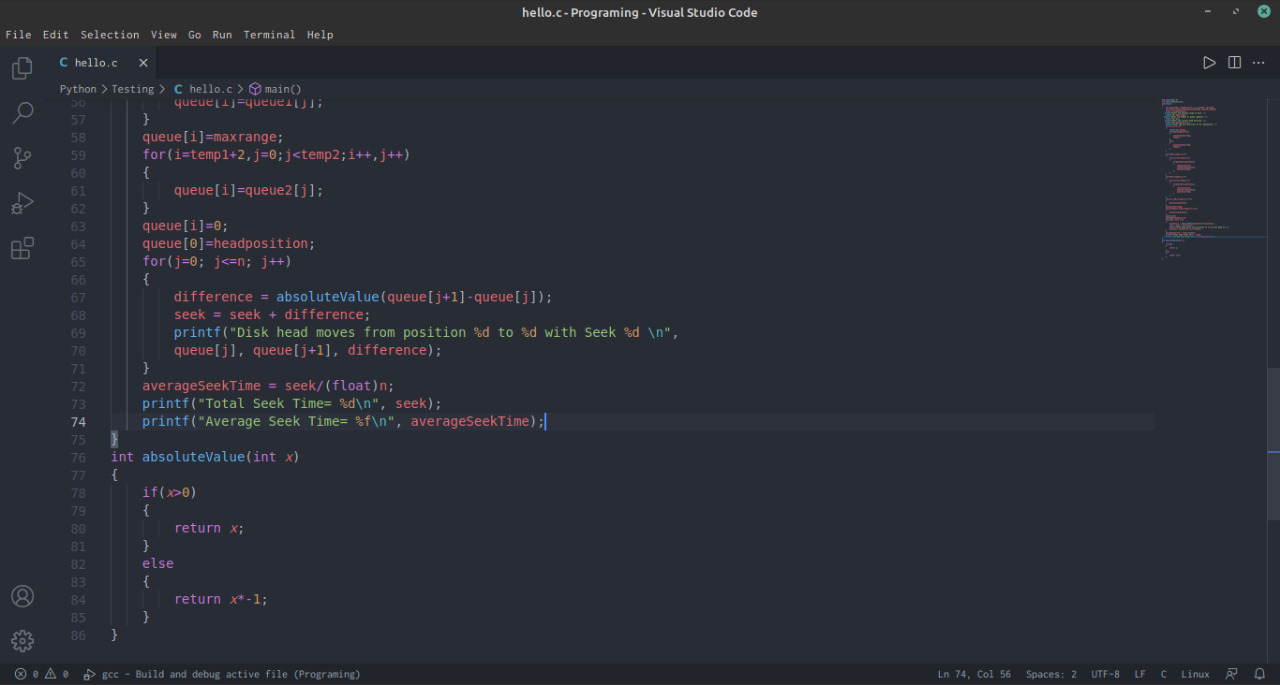 hello.c - Programing - Visual Studio Code
File Edit Selection View Go Run Terminal Help
C hello.c
Python > Testing > C hello.c > main()
56 queue[i]=queue1[j];
57 }
58 queue[i]=maxrange;
59 for(i=temp1+2,j=0;j<temp2;i++,j++)
60 {
61 queue[i]=queue2[j];
62 }
63 queue[i]=0;
64 queue[0]=headposition;
65 for(j=0; j<=n; j++)
66 {
67 difference = absoluteValue(queue[j+1]-queue[j]);
68 seek = seek + difference;
69 printf("Disk head moves from position %d to %d with Seek %d \n",
70 queue[j], queue[j+1], difference);
71 }
72 averageSeekTime = seek/(float)n;
73 printf("Total Seek Time= %d\n", seek);
74 printf("Average Seek Time= %f\n", averageSeekTime);
75 }
76 int absoluteValue(int x)
77 {
78 if(x>0)
79 {
80 return x;
81 }
82 else
83 {
84 return x*-1;
85 }
86 }
0 0 gcc - Build and debug active file (Programing) Ln 74, Col 56 Spaces: 2 UTF-8 LF C Linux